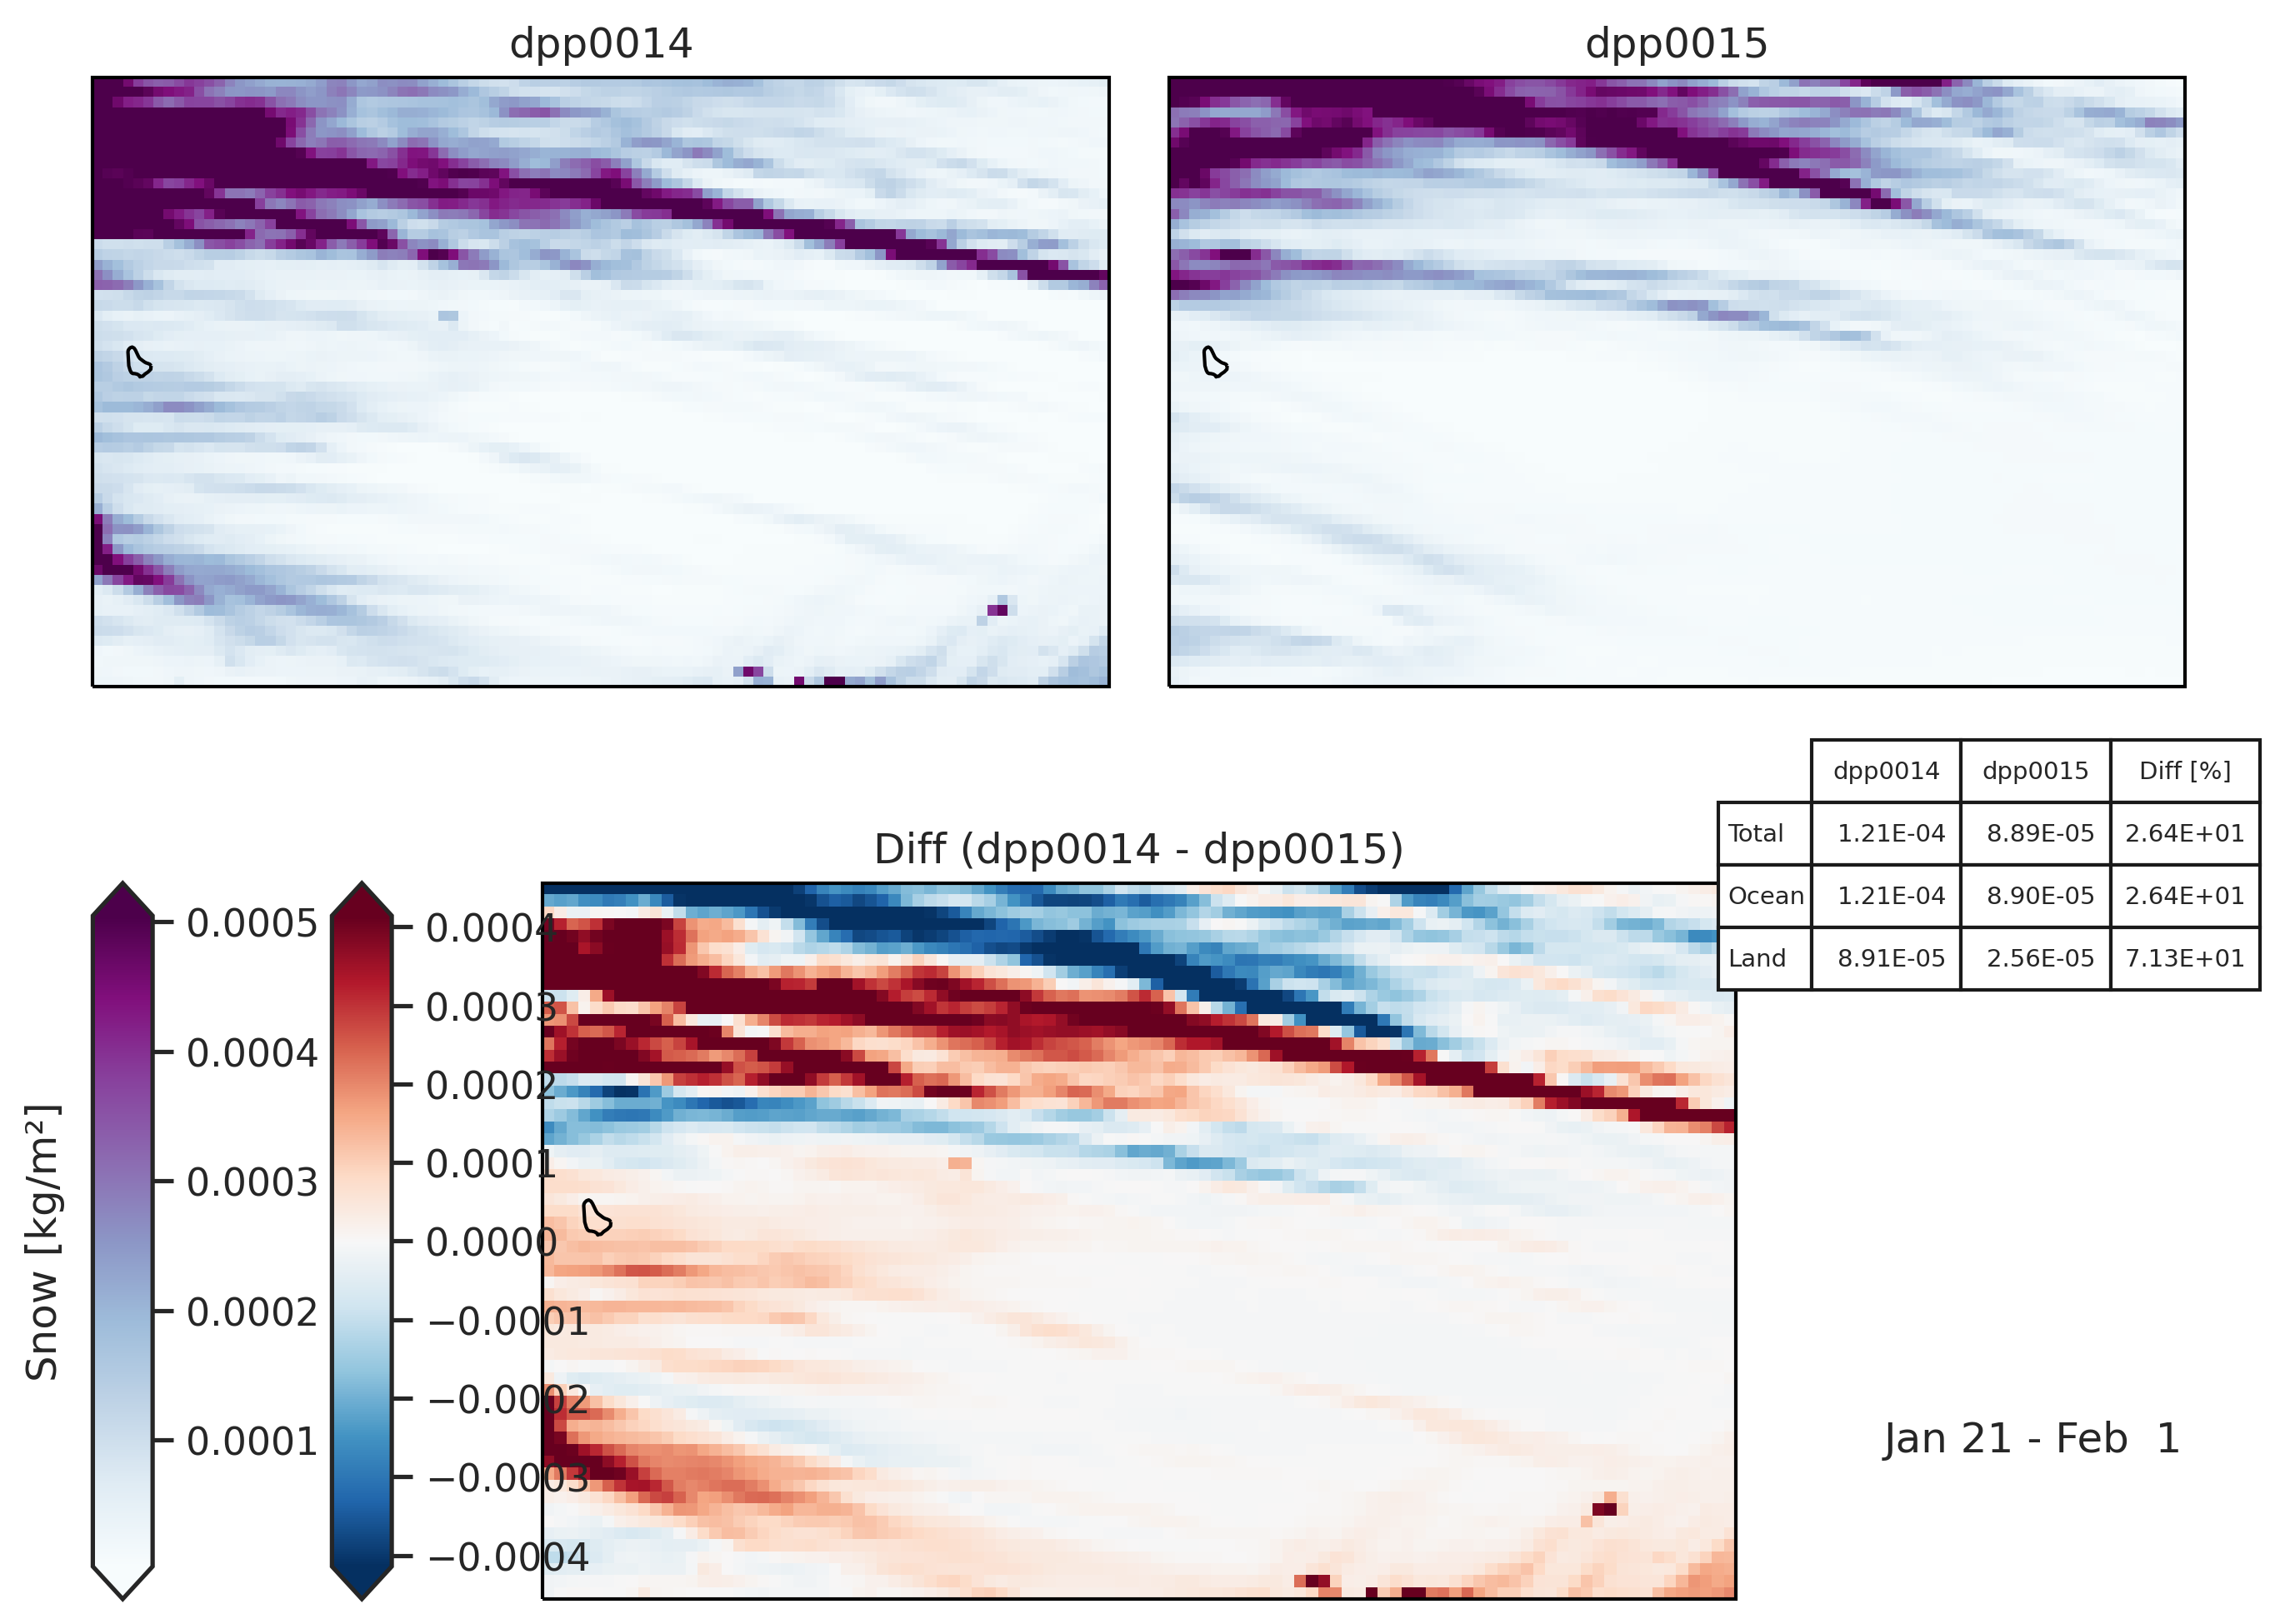 dpp0014
dpp0015
dpp0014 dpp0015 Diff [%]
Total 1.21E-04 8.89E-05 2.64E+01
Ocean 1.21E-04 8.90E-05 2.64E+01
Land 8.91E-05 2.56E-05 7.13E+01
Diff (dpp0014 - dpp0015)
Snow [kg/m²]
0.0005
0.0004
0.0003
0.0002
0.0001
0.0004
0.0003
0.0002
0.0001
0.0000
−0.0001
−0.0002
−0.0003
−0.0004
Jan 21 - Feb  1